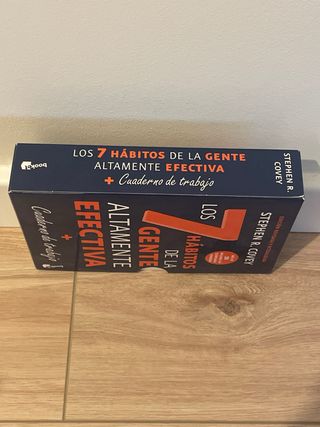 LOS 7 HÁBITOS DE LA GENTE
ALTAMENTE EFECTIVA
+ Cuaderno de trabajo
STEPHEN R.
COVEY
booket
STEPHEN R. COVEY
LOS
7
HÁBITOS
DE LA
GENTE
ALTAMENTE
EFECTIVA
+
Cuaderno de trabajo